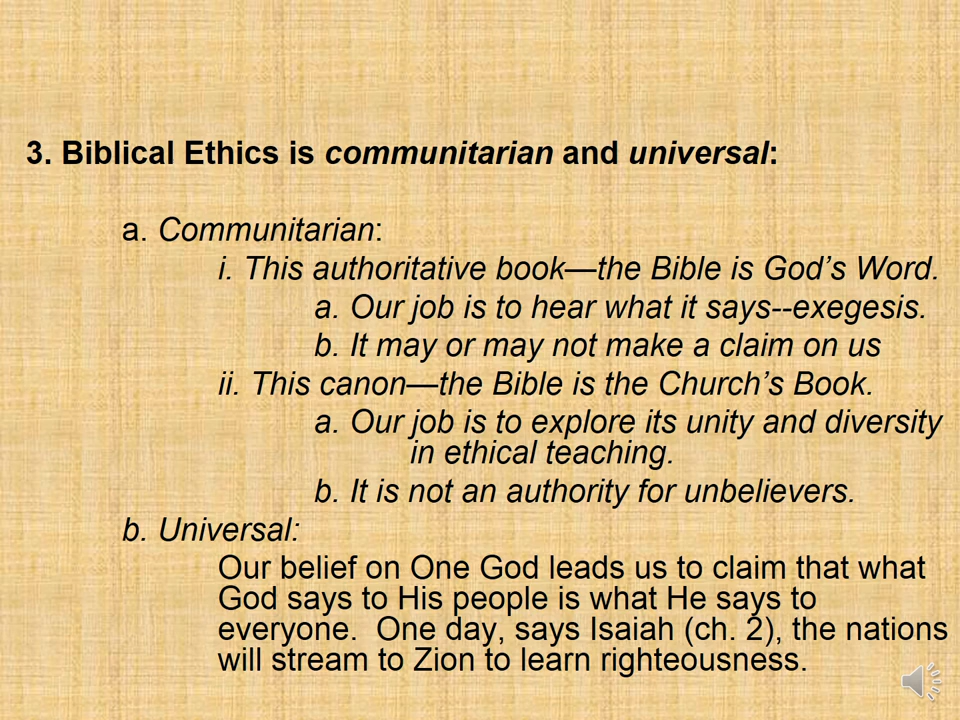 3. Biblical Ethics is communitarian and universal:
a. Communitarian:
i. This authoritative book—the Bible is God’s Word.
a. Our job is to hear what it says--exegesis.
b. It may or may not make a claim on us
ii. This canon—the Bible is the Church’s Book.
a. Our job is to explore its unity and diversity
in ethical teaching.
b. It is not an authority for unbelievers.
b. Universal:
Our belief on One God leads us to claim that what
God says to His people is what He says to
everyone.  One day, says Isaiah (ch. 2), the nations
will stream to Zion to learn righteousness.